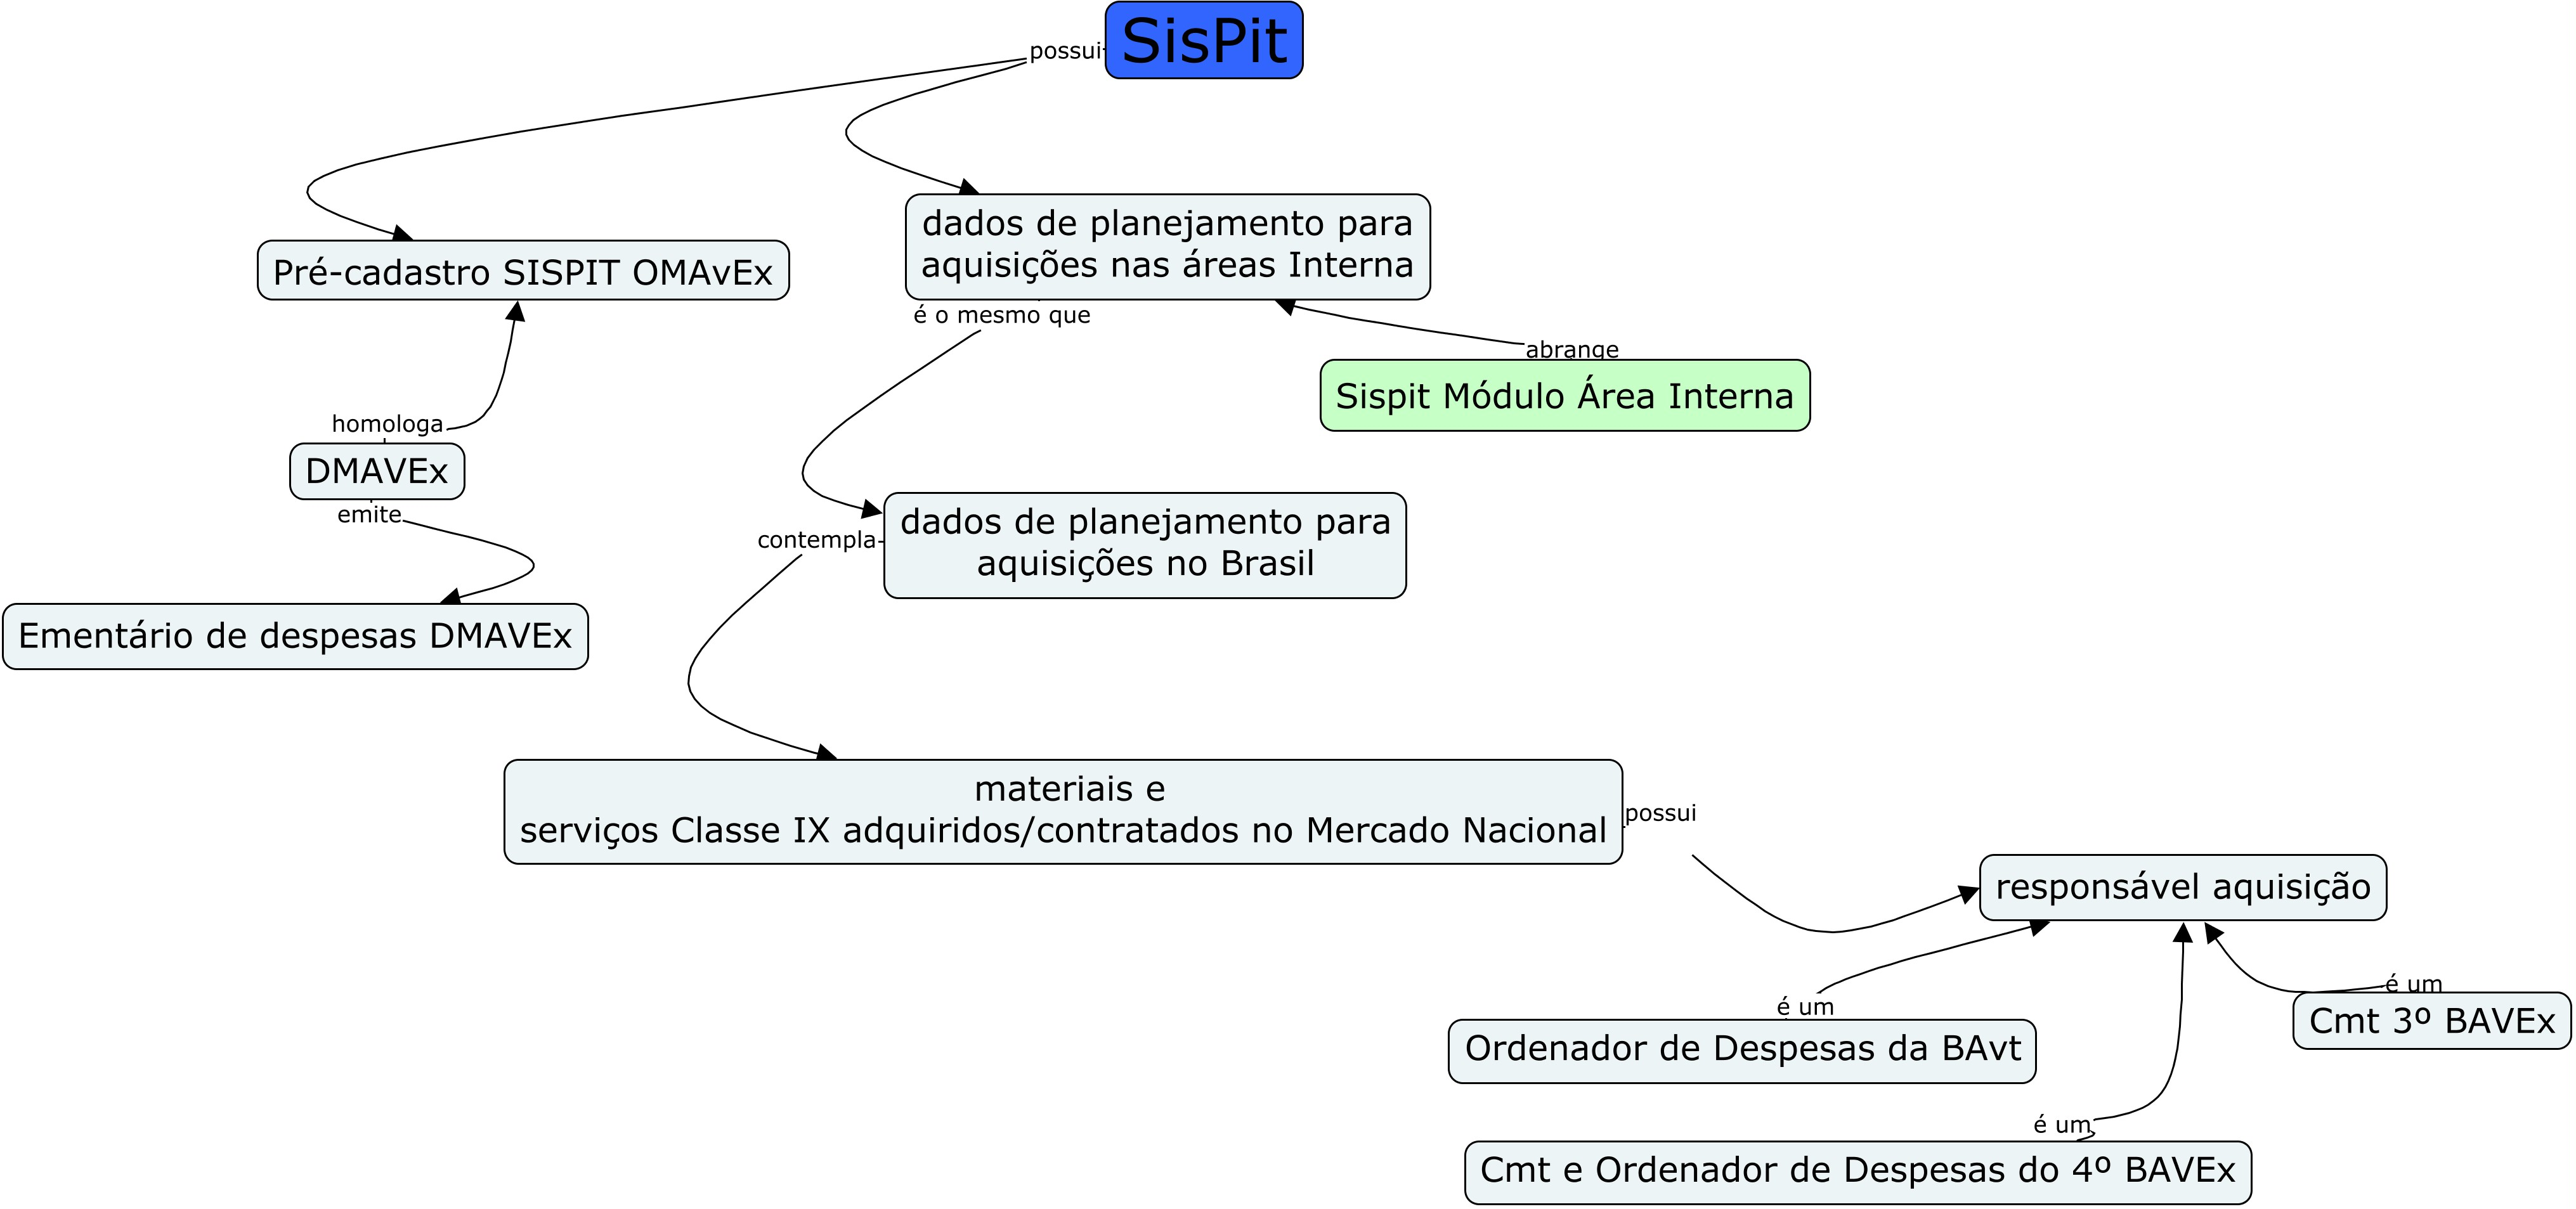 SisPit
possui
dados de planejamento para
aquisições nas áreas Interna
Pré-cadastro SISPIT OMAvEx
é o mesmo que
abrange
Sispit Módulo Área Interna
homologa
DMAVEx
emite
dados de planejamento para
aquisições no Brasil
contempla
Ementário de despesas DMAVEx
materiais e
serviços Classe IX adquiridos/contratados no Mercado Nacional
possui
responsável aquisição
é um
Cmt 3º BAVEx
é um
Ordenador de Despesas da BAvt
é um
Cmt e Ordenador de Despesas do 4º BAVEx